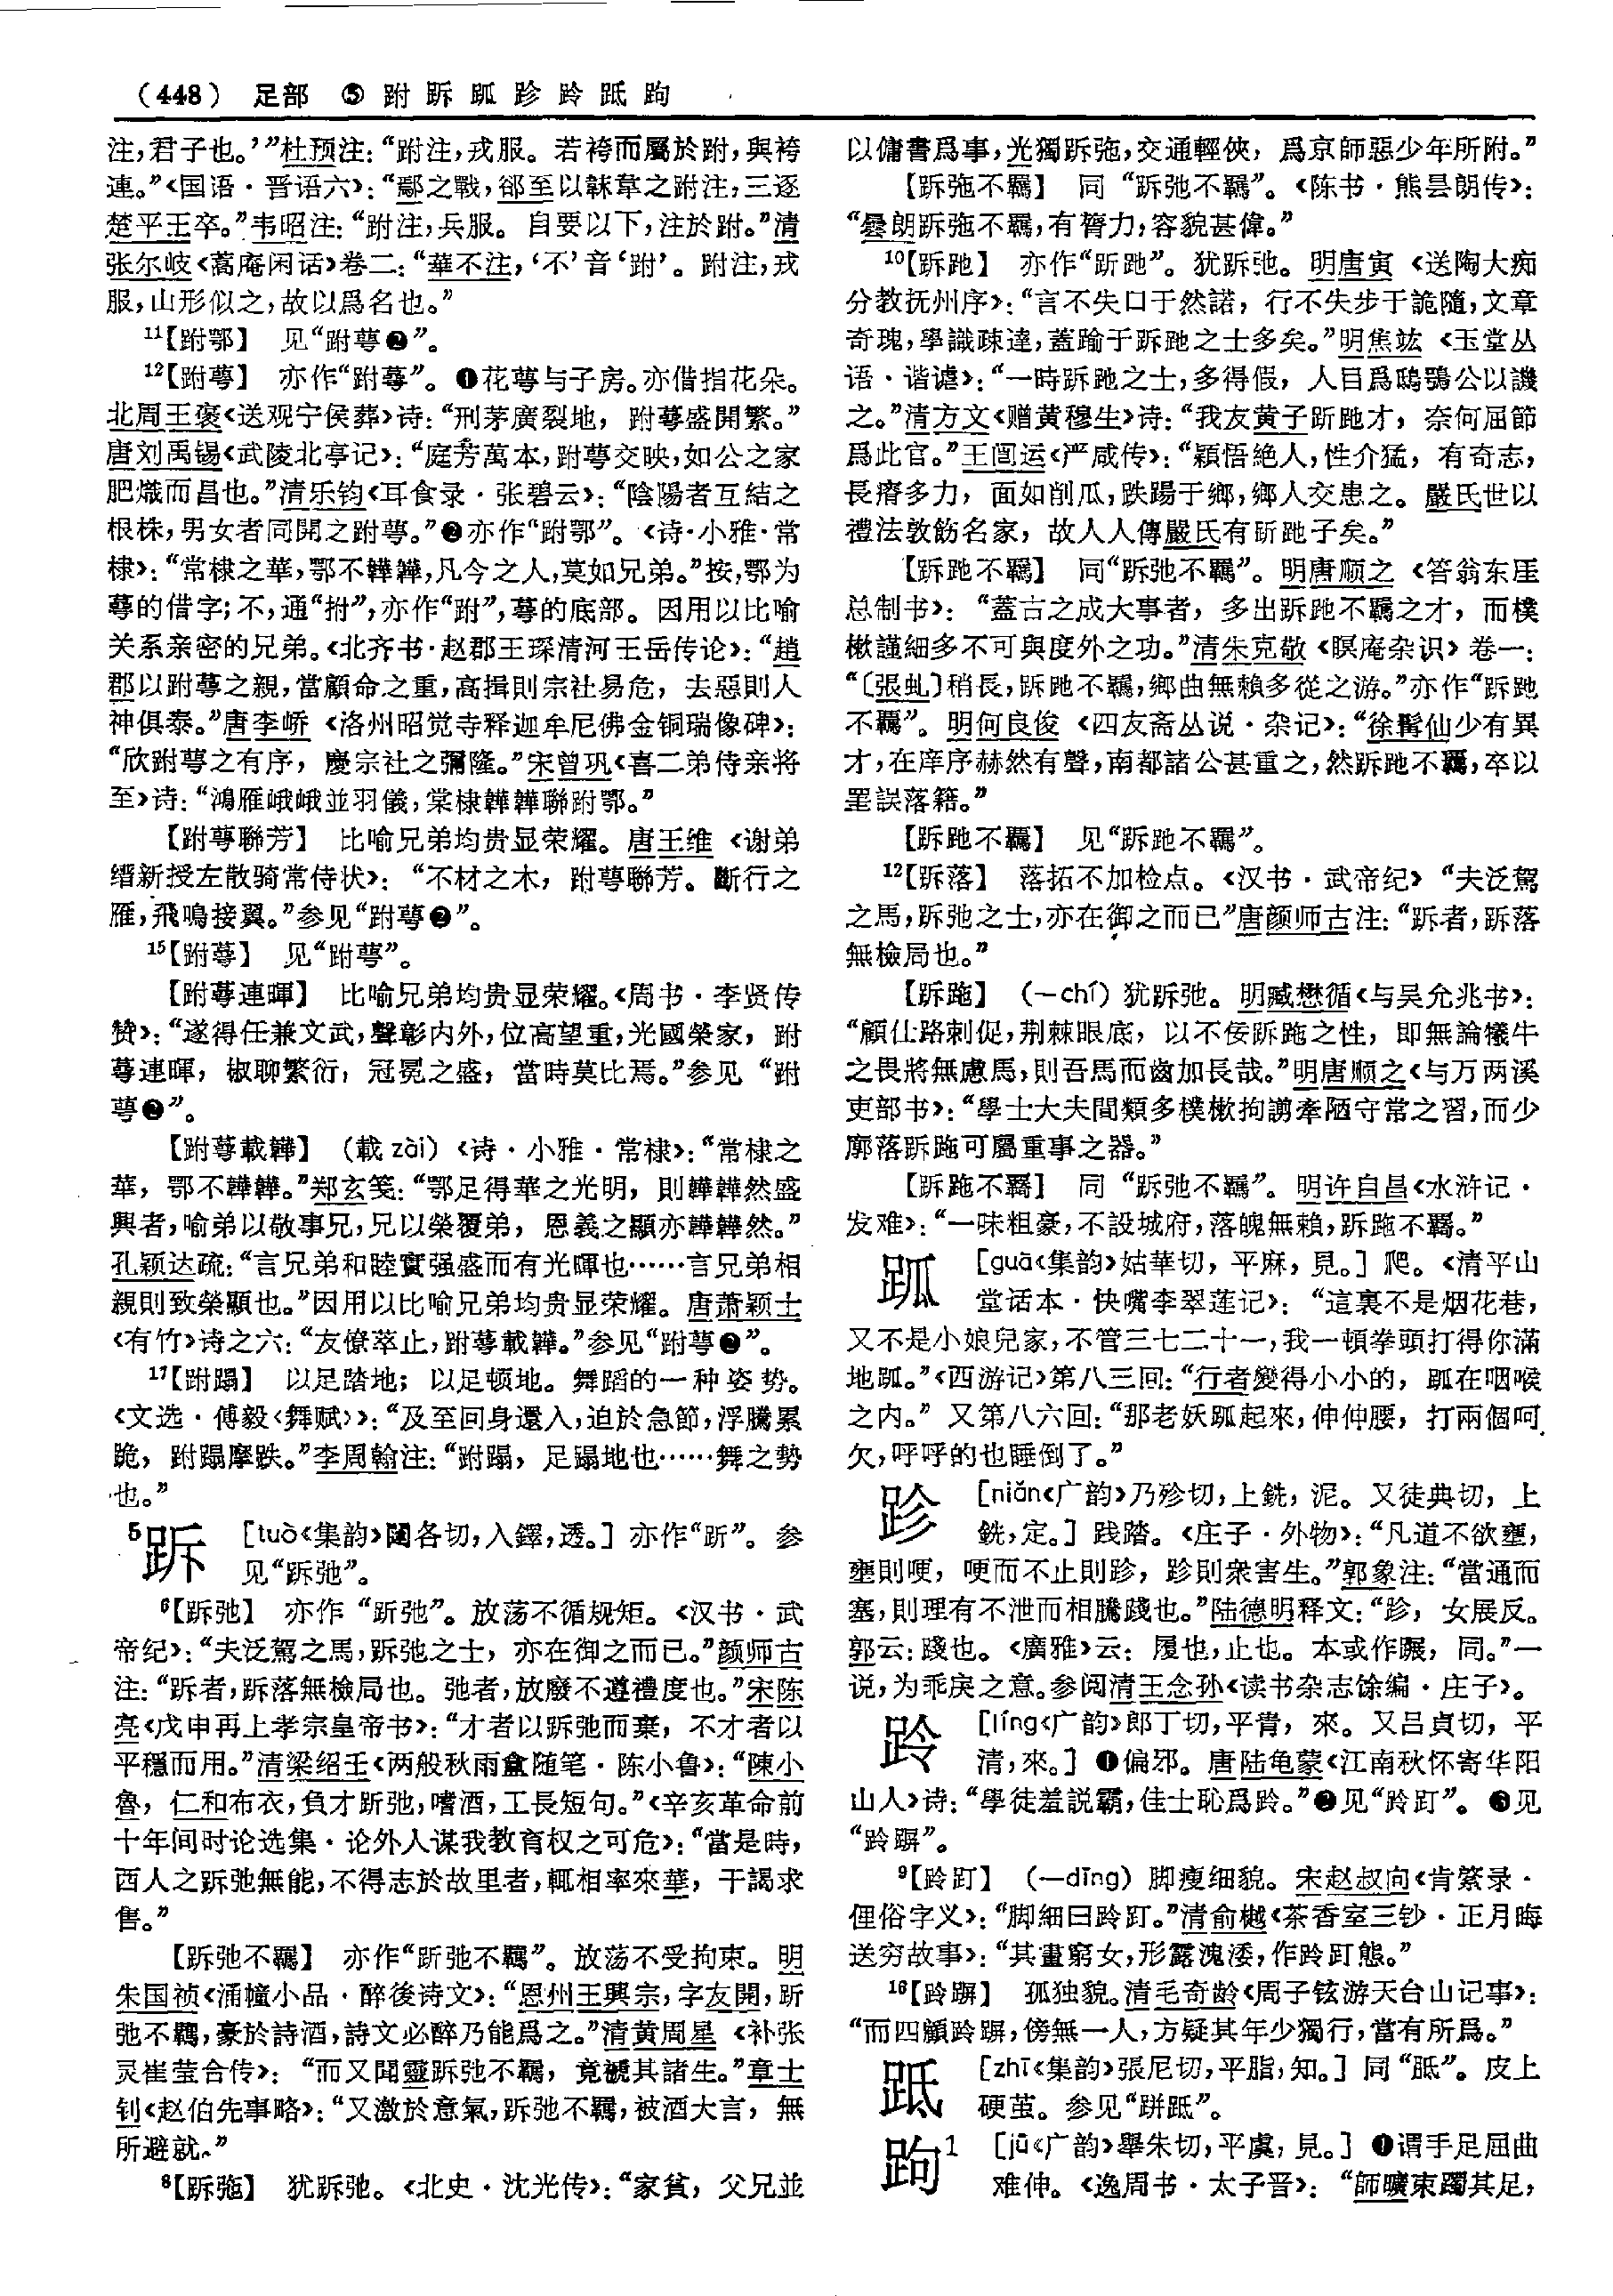 （448） 足部 ⑤ 跗跅䟦跈跉跖跔
注，君子也。’”杜预注：“跗注，戎服。若袴而屬於跗，與袴
連。”《国语·晋语六》：“鄢之戰，郤至以韎韋之跗注，三逐
楚平王卒。”韦昭注：“跗注，兵服。自要以下，注於跗。”清
张尔岐《蒿庵闲话》卷二：“華不注，‘不’音‘跗’。跗注，戎
服，山形似之，故以爲名也。”
¹¹【跗鄂】 见“跗萼❷”。
¹²【跗萼】 亦作“跗蕚”。❶花萼与子房。亦借指花朵。
北周王褒《送观宁侯葬》诗：“刑茅廣裂地，跗萼盛開繁。”
唐刘禹锡《武陵北亭记》：“庭芳萬本，跗萼交映，如公之家
肥熾而昌也。”清乐钧《耳食录·张碧云》：“陰陽者互結之
根株，男女者同開之跗萼。”❷亦作“跗鄂”。《诗·小雅·常
棣》：“常棣之華，鄂不韡韡，凡今之人，莫如兄弟。”按，鄂为
萼的借字；不，通“拊”，亦作“跗”，萼的底部。因用以比喻
关系亲密的兄弟。《北齐书·赵郡王琛清河王岳传论》：“趙
郡以跗萼之親，當顧命之重，高揖則宗社易危，去惡則人
神俱泰。”唐李峤《洛州昭觉寺释迦牟尼佛金铜瑞像碑》：
“欣跗萼之有序，慶宗社之彌隆。”宋曾巩《喜二弟侍亲将
至》诗：“鴻雁峨峨並羽儀，棠棣韡韡聯跗鄂。”
【跗萼聯芳】 比喻兄弟均贵显荣耀。唐王维《谢弟
缙新授左散骑常侍状》：“不材之木，跗萼聯芳。斷行之
雁，飛鳴接翼。”参见“跗萼❷”。
¹⁵【跗蕚】 见“跗萼”。
【跗蕚連暉】 比喻兄弟均贵显荣耀。《周书·李贤传
赞》：“遂得任兼文武，聲彰内外，位高望重，光國榮家，跗
蕚連暉，椒聊繁衍，冠冕之盛，當時莫比焉。”参见“跗
萼❷”。
【跗蕚載韡】 （載zài）《诗·小雅·常棣》：“常棣之
華，鄂不韡韡。”郑玄笺：“鄂足得華之光明，則韡韡然盛
興者，喻弟以敬事兄，兄以榮覆弟，恩義之顯亦韡韡然。”
孔颖达疏：“言兄弟和睦實强盛而有光暉也……言兄弟相
親則致榮顯也。”因用以比喻兄弟均贵显荣耀。唐萧颖士
《有竹》诗之六：“友僚萃止，跗蕚載韡。”参见“跗萼❷”。
¹⁷【跗蹋】 以足踏地；以足顿地。舞蹈的一种姿势。
《文选·傅毅〈舞赋〉》：“及至回身還入，迫於急節，浮騰累
跪，跗蹋摩跌。”李周翰注：“跗蹋，足蹋地也……舞之勢
也。”
⁵跅 ［tuò《集韵》闥各切，入鐸，透。］亦作“䟸”。参
见“跅弛”。
⁶【跅弛】 亦作“䟸弛”。放荡不循规矩。《汉书·武
帝纪》：“夫泛駕之馬，跅弛之士，亦在御之而已。”颜师古
注：“跅者，跅落無檢局也。弛者，放廢不遵禮度也。”宋陈
亮《戊申再上孝宗皇帝书》：“才者以跅弛而棄，不才者以
平穩而用。”清梁绍壬《两般秋雨盦随笔·陈小鲁》：“陳小
魯，仁和布衣，負才䟸弛，嗜酒，工長短句。”《辛亥革命前
十年间时论选集·论外人谋我教育权之可危》：“當是時，
西人之跅弛無能，不得志於故里者，輒相率來華，干謁求
售。”
【跅弛不羈】 亦作“䟸弛不羈”。放荡不受拘束。明
朱国祯《涌幢小品·醉後诗文》：“恩州王興宗，字友開，䟸
弛不羈，豪於詩酒，詩文必醉乃能爲之。”清黄周星《补张
灵崔莹合传》：“而又聞靈跅弛不羈，竟褫其諸生。”章士
钊《赵伯先事略》：“又激於意氣，跅弛不羈，被酒大言，無
所避就。”
⁸【跅㢮】 犹跅弛。《北史·沈光传》：“家貧，父兄並
以傭書爲事，光獨跅㢮，交通輕俠，爲京師惡少年所附。”
【跅㢮不羈】 同“跅弛不羈”。《陈书·熊昙朗传》：
“曇朗跅㢮不羈，有膂力，容貌甚偉。”
¹⁰【跅跑】 亦作“䟸跑”。犹跅弛。明唐寅《送陶大痴
分教抚州序》：“言不失口于然諾，行不失步于詭隨，文章
奇瑰，學識疎達，蓋踰于跅跑之士多矣。”明焦竑《玉堂丛
语·谐谑》：“一時跅跑之士，多得假，人目爲鴟鴞公以譏
之。”清方文《赠黄穆生》诗：“我友黄子䟸跑才，奈何屈節
爲此官。”王闿运《严咸传》：“穎悟絶人，性介猛，有奇志，
長瘠多力，面如削瓜，跌踢于鄉，鄉人交患之。嚴氏世以
禮法敦飭名家，故人人傳嚴氏有䟸跑子矣。”
【跅跑不羈】 同“跅弛不羈”。明唐顺之《答翁东厓
总制书》：“蓋古之成大事者，多出跅跑不羈之才，而樸
樕謹細多不可與度外之功。”清朱克敬《暝庵杂识》卷一：
“〔張虬〕稍長，跅跑不羈，鄉曲無賴多從之游。”亦作“跅跑
不覊”。明何良俊《四友斋丛说·杂记》：“徐髯仙少有異
才，在庠序赫然有聲，南都諸公甚重之，然跅跑不覊，卒以
罣誤落籍。”
【跅跑不覊】 见“跅跑不羈”。
¹²【跅落】 落拓不加检点。《汉书·武帝纪》“夫泛駕
之馬，跅弛之士，亦在御之而已”唐颜师古注：“跅者，跅落
無檢局也。”
【跅踟】 （—chí）犹跅弛。明臧懋循《与吴允兆书》：
“顧仕路刺促，荆棘眼底，以不佞跅踟之性，即無論犧牛
之畏將無慮馬，則吾馬而齒加長哉。”明唐顺之《与万两溪
吏部书》：“學士大夫間類多樸樕拘謭牽陋守常之習，而少
廓落跅踟可屬重事之器。”
【跅踟不羇】 同“跅弛不羈”。明许自昌《水浒记·
发难》：“一味粗豪，不設城府，落魄無賴，跅踟不羇。”
䟦 ［guā《集韵》姑華切，平麻，見。］爬。《清平山
堂话本·快嘴李翠莲记》：“這裏不是烟花巷，
又不是小娘兒家，不管三七二十一，我一頓拳頭打得你滿
地䟦。”《西游记》第八三回：“行者變得小小的，䟦在咽喉
之内。”又第八六回：“那老妖䟦起來，伸伸腰，打兩個呵
欠，呼呼的也睡倒了。”
跈 ［niǎn《广韵》乃殄切，上銑，泥。又徒典切，上
銑，定。］践踏。《庄子·外物》：“凡道不欲壅，
壅則哽，哽而不止則跈，跈則衆害生。”郭象注：“當通而
塞，則理有不泄而相騰踐也。”陆德明释文：“跈，女展反。
郭云：踐也。《廣雅》云：履也，止也。本或作蹍，同。”一
说，为乖戾之意。参阅清王念孙《读书杂志馀编·庄子》。
跉 ［líng《广韵》郎丁切，平青，來。又吕貞切，平
清，來。］❶偏邪。唐陆龟蒙《江南秋怀寄华阳
山人》诗：“學徒羞説霸，佳士恥爲跉。”❷见“跉盯”。❸见
“跉𨂲”。
⁹【跉盯】 （—dīng）脚瘦细貌。宋赵叔向《肯綮录·
俚俗字义》：“脚細曰跉盯。”清俞樾《茶香室三钞·正月晦
送穷故事》：“其畫窮女，形露溾涹，作跉盯態。”
¹⁶【跉𨂲】 孤独貌。清毛奇龄《周子铉游天台山记事》：
“而四顧跉𨂲，傍無一人，方疑其年少獨行，當有所爲。”
䟡 ［zhī《集韵》張尼切，平脂，知。］同“胝”。皮上
硬茧。参见“跰䟡”。
跔¹ ［jū《广韵》舉朱切，平虞，見。］❶谓手足屈曲
难伸。《逸周书·太子晋》：“師曠束躅其足，